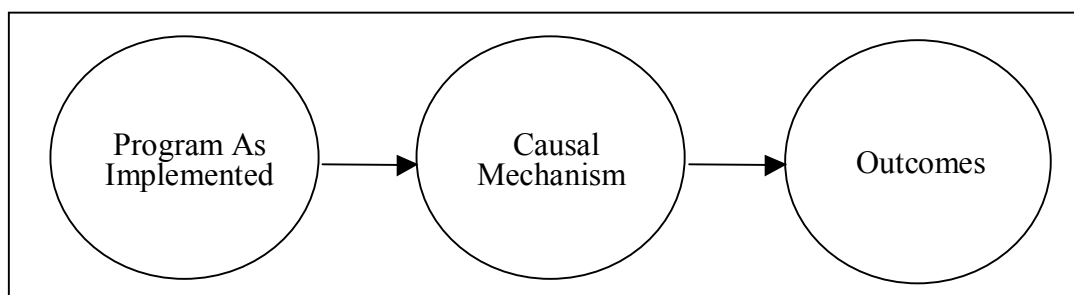 Program As
Implemented
Causal
Mechanism
Outcomes